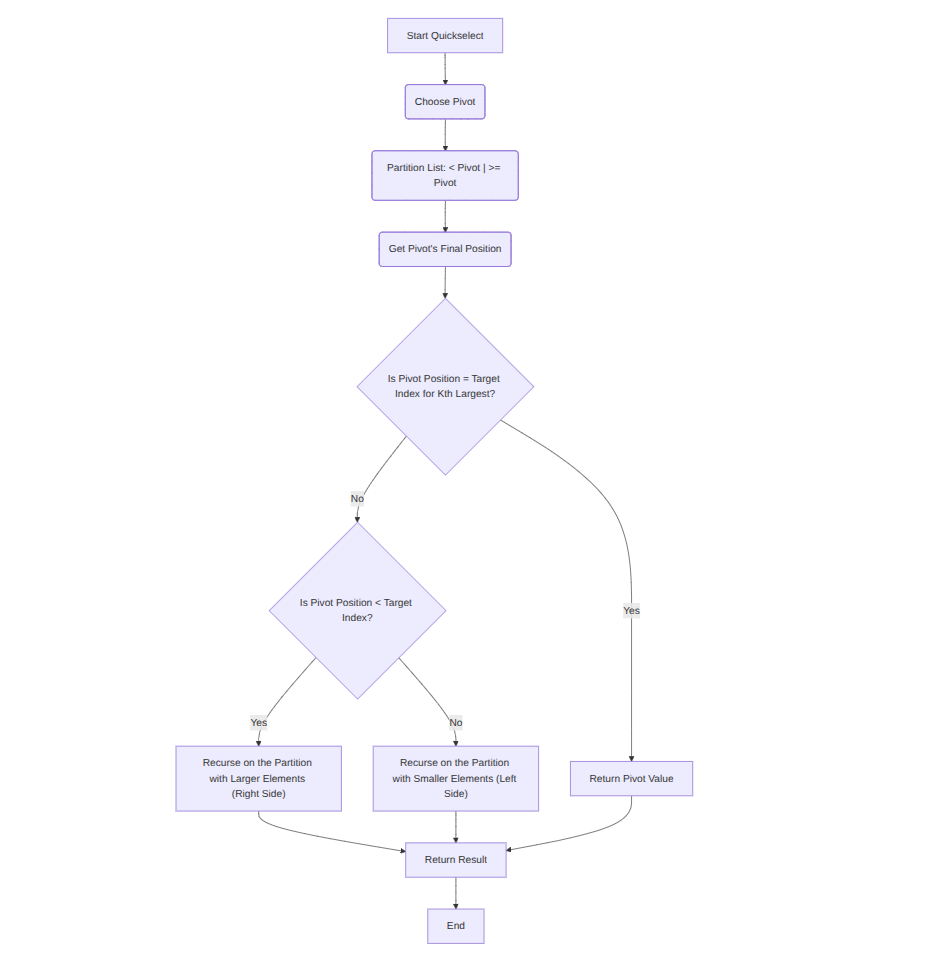 Start Quickselect
Choose Pivot
Partition List: < Pivot | >=
Pivot
Get Pivot's Final Position
Is Pivot Position = Target
Index for Kth Largest?
No
Is Pivot Position < Target
Index?
Yes
Yes
No
Recurse on the Partition
with Larger Elements
(Right Side)
Recurse on the Partition
with Smaller Elements (Left
Side)
Return Pivot Value
Return Result
End